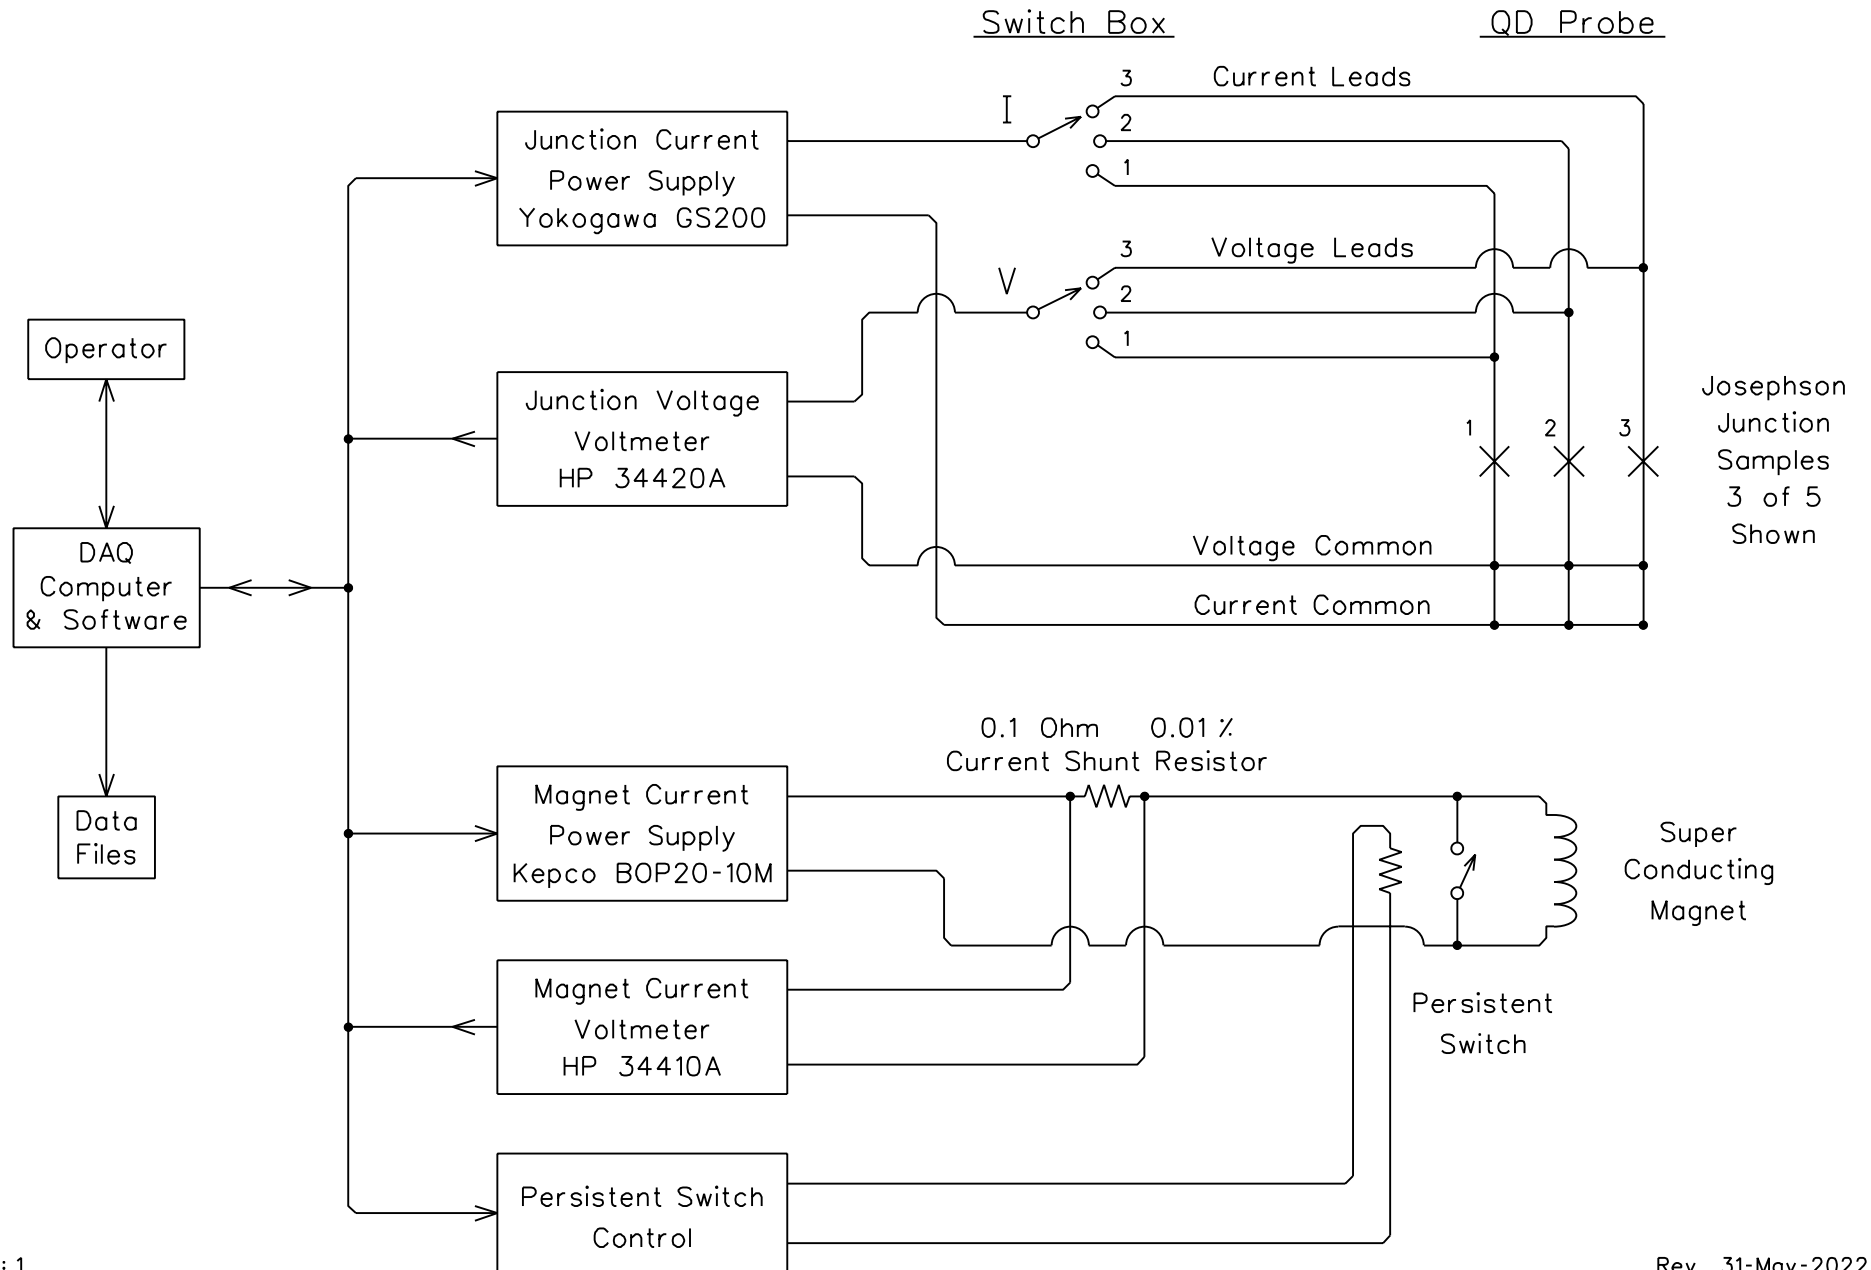 Switch Box
QD Probe
3
Current Leads
I
2
1
Junction Current
Power Supply
Yokogawa GS200
3
Voltage Leads
V
2
1
Operator
Junction Voltage
Voltmeter
HP 34420A
1
2
3
Josephson
Junction
Samples
3 of 5
Shown
DAQ
Computer
& Software
Voltage Common
Current Common
0.1 Ohm 0.01%
Current Shunt Resistor
Magnet Current
Power Supply
Kepco BOP20-10M
Data
Files
Super
Conducting
Magnet
Magnet Current
Voltmeter
HP 34410A
Persistent
Switch
Persistent Switch
Control
: 1
Rev. 31-May-2022